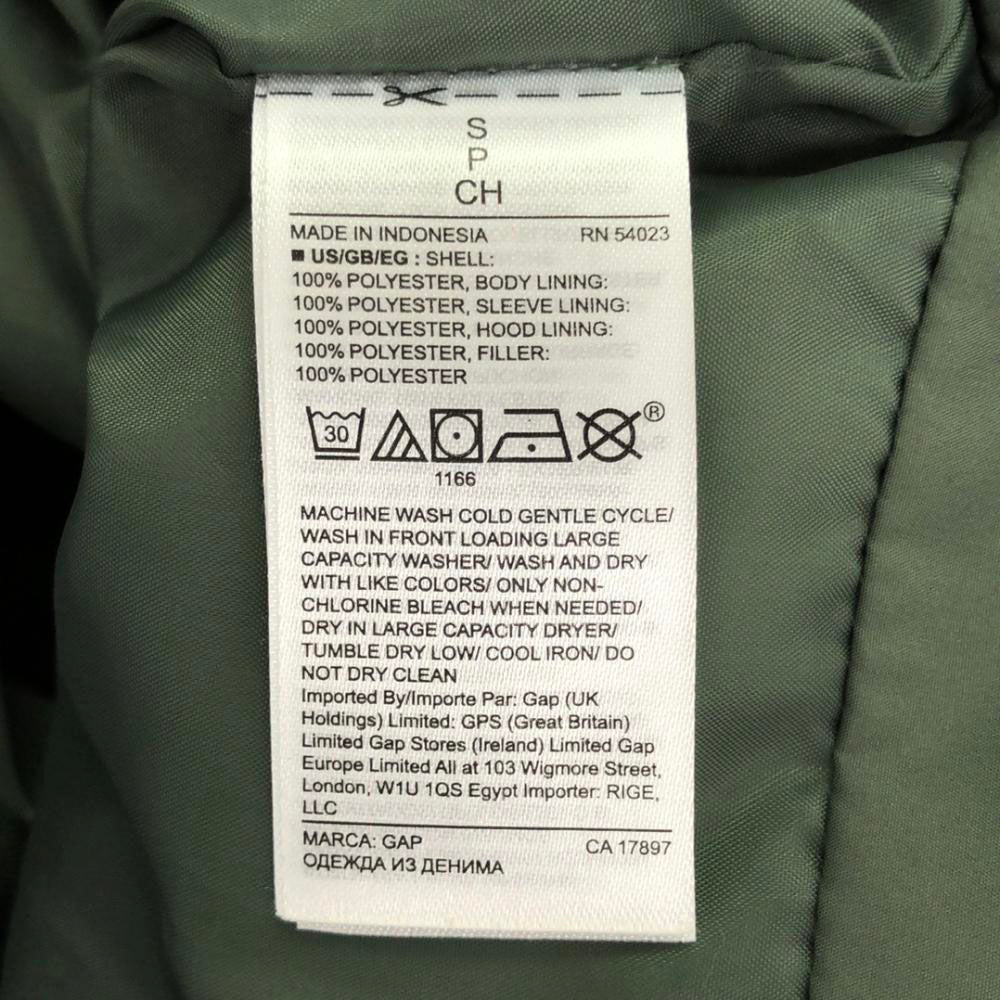 S
P
CH
MADE IN INDONESIA RN 54023
US/GB/EG : SHELL:
100% POLYESTER, BODY LINING:
100% POLYESTER, SLEEVE LINING:
100% POLYESTER, HOOD LINING:
100% POLYESTER, FILLER:
100% POLYESTER
30 ®
1166
MACHINE WASH COLD GENTLE CYCLE/
WASH IN FRONT LOADING LARGE
CAPACITY WASHER/ WASH AND DRY
WITH LIKE COLORS/ ONLY NON-
CHLORINE BLEACH WHEN NEEDED/
DRY IN LARGE CAPACITY DRYER/
TUMBLE DRY LOW/ COOL IRON/ DO
NOT DRY CLEAN
Imported By/Importe Par: Gap (UK
Holdings) Limited: GPS (Great Britain)
Limited Gap Stores (Ireland) Limited Gap
Europe Limited All at 103 Wigmore Street,
London, W1U 1QS Egypt Importer: RIGE,
LLC
MARCA: GAP CA 17897
ОДЕЖДА ИЗ ДЕНИМА